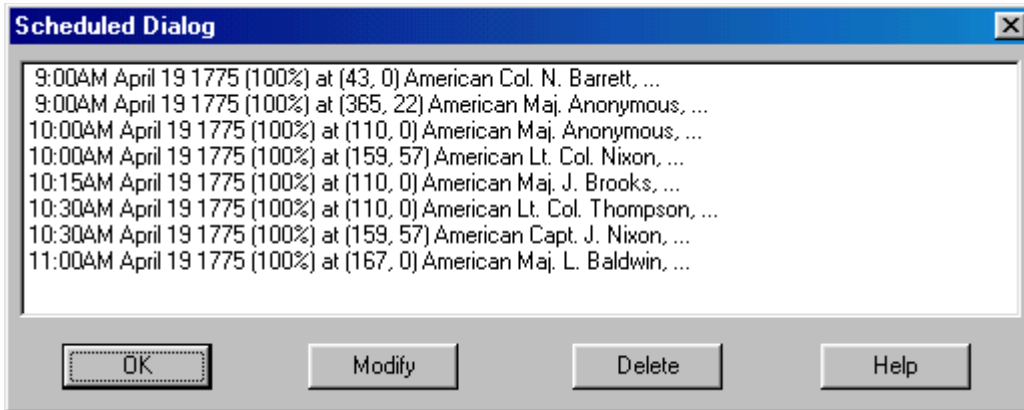 Scheduled Dialog
9:00AM April 19 1775 (100%) at (43, 0) American Col. N. Barrett, ...
9:00AM April 19 1775 (100%) at (365, 22) American Maj. Anonymous, ...
10:00AM April 19 1775 (100%) at (110, 0) American Maj. Anonymous, ...
10:00AM April 19 1775 (100%) at (159, 57) American Lt. Col. Nixon, ...
10:15AM April 19 1775 (100%) at (110, 0) American Maj. J. Brooks, ...
10:30AM April 19 1775 (100%) at (110, 0) American Lt. Col. Thompson, ...
10:30AM April 19 1775 (100%) at (159, 57) American Capt. J. Nixon, ...
11:00AM April 19 1775 (100%) at (167, 0) American Maj. L. Baldwin, ...
OK Modify Delete Help